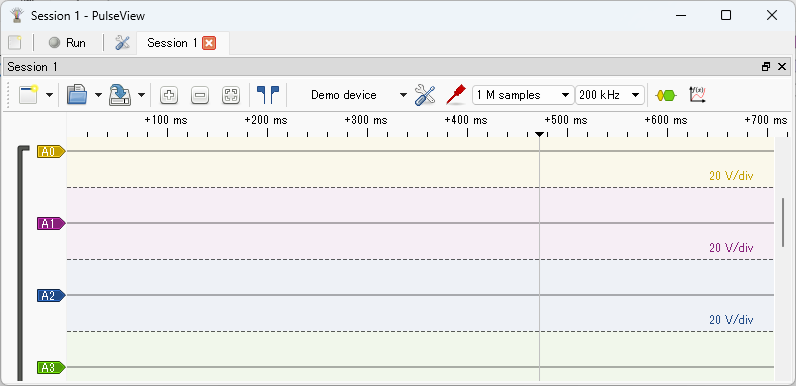 Session 1 - PulseView
Run
Session 1
Session 1
Demo device
1 M samples
200 kHz
f(x)
+100 ms +200 ms +300 ms +400 ms +500 ms +600 ms +700 ms
A0
20 V/div
A1
20 V/div
A2
20 V/div
A3